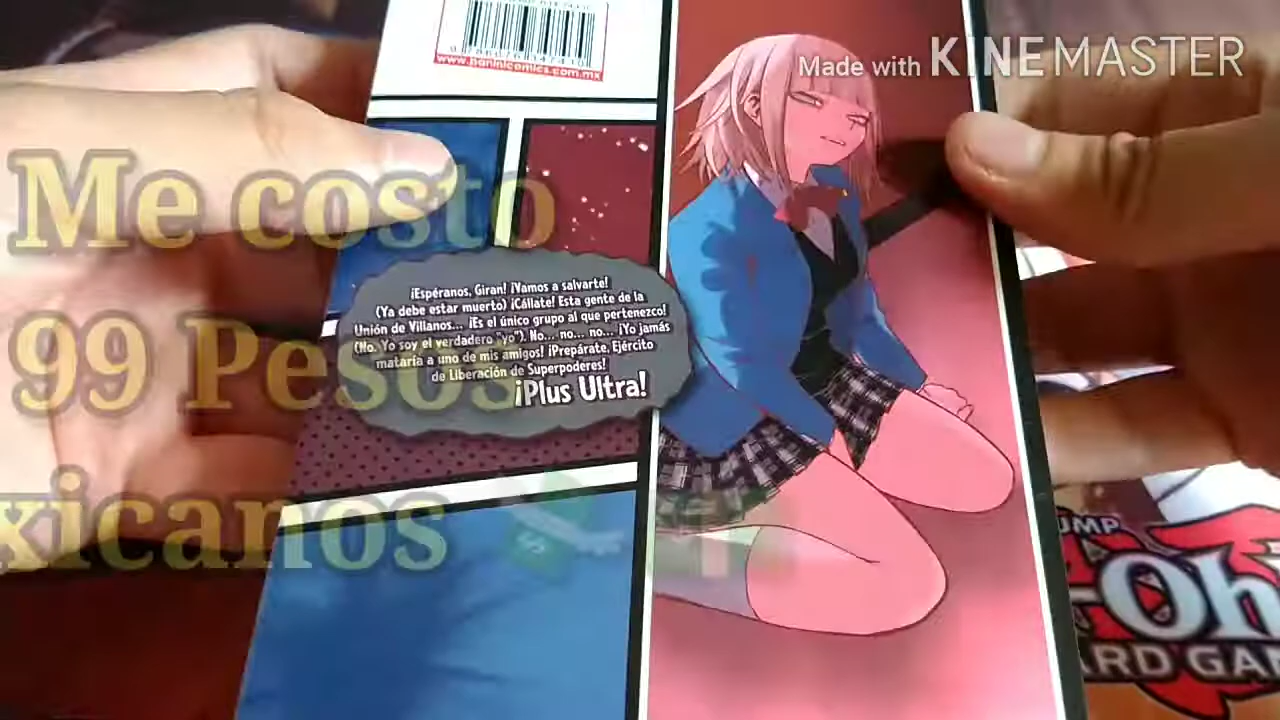 Made with KINEMASTER
www.paninicomics.com.mx
Me costo
99 Pesos
xicanos
¡Espéranos, Giran! ¡Vamos a salvarte!
(Ya debe estar muerto) ¡Cállate! Esta gente de la
Unión de Villanos... ¡Es el único grupo al que pertenezco!
(No. Yo soy el verdadero "yo"). No... no... no... ¡Yo jamás
mataría a uno de mis amigos! ¡Prepárate, Ejército
de Liberación de Superpoderes!
¡Plus Ultra!
UMP
-Oh
ARD GA